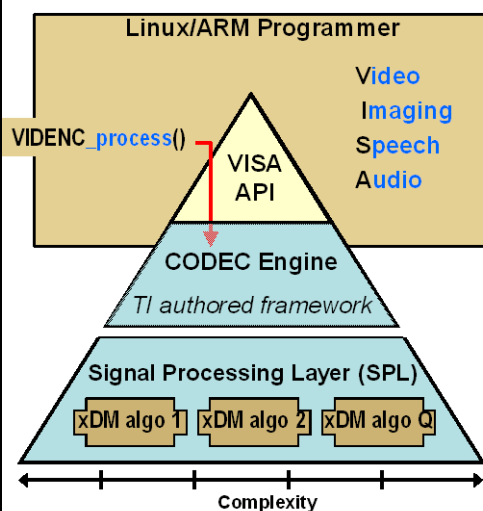 Linux/ARM Programmer
Video
Imaging
Speech
Audio
VIDENC_process()
VISA
API
CODEC Engine
TI authored framework
Signal Processing Layer (SPL)
xDM algo 1 xDM algo 2 xDM algo Q
Complexity